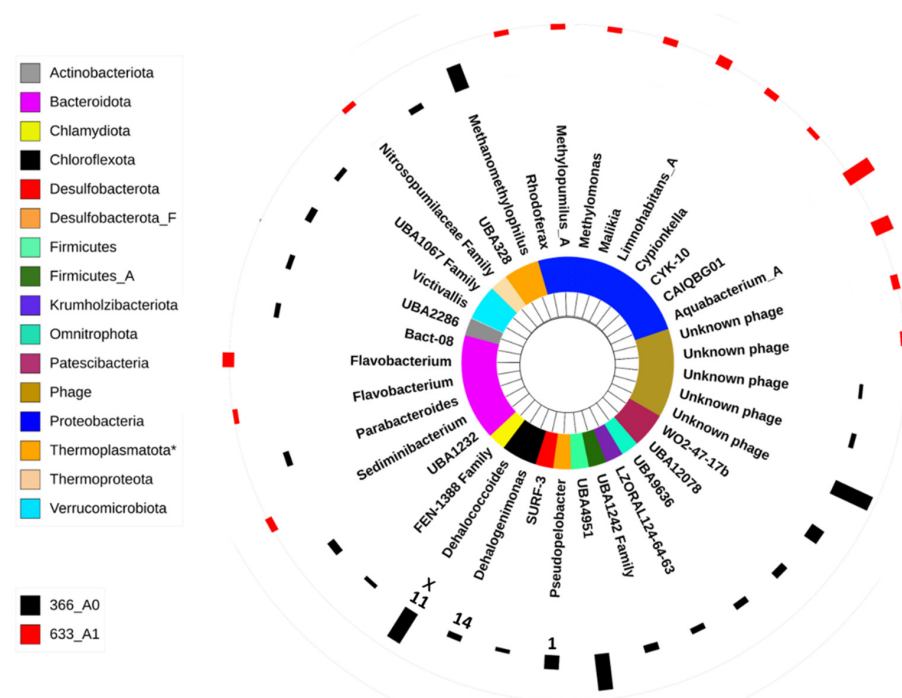 Actinobacteriota
Bacteroidota
Chlamydiota
Chloroflexota
Desulfobacterota
Desulfobacterota_F
Firmicutes
Firmicutes_A
Krumholzibacteriota
Omnitrophota
Patescibacteria
Phage
Proteobacteria
Thermoplasmatota*
Thermoproteota
Verrucomicrobiota
366_A0
633_A1
Methanomethylophilus
Rhodoferax
Methylopumilus_A
Methylomonas
Malikia
Limnohabitans_A
Cypionkella
CYK-10
CAIQBG01
Aquabacterium_A
Unknown phage
Unknown phage
Unknown phage
Unknown phage
Unknown phage
WO2-47-17b
UBA12078
UBA9636
LZORAL124-64-63
UBA1242 Family
UBA4951
Pseudopelobacter
SURF-3
Dehalogenimonas
Dehalococcoides
FEN-1388 Family
UBA1232
Sediminibacterium
Parabacteroides
Flavobacterium
Flavobacterium
Bact-08
UBA2286
Victivallis
UBA1067 Family
Nitrosopumilaceae Family
UBA328
X
11
14
1